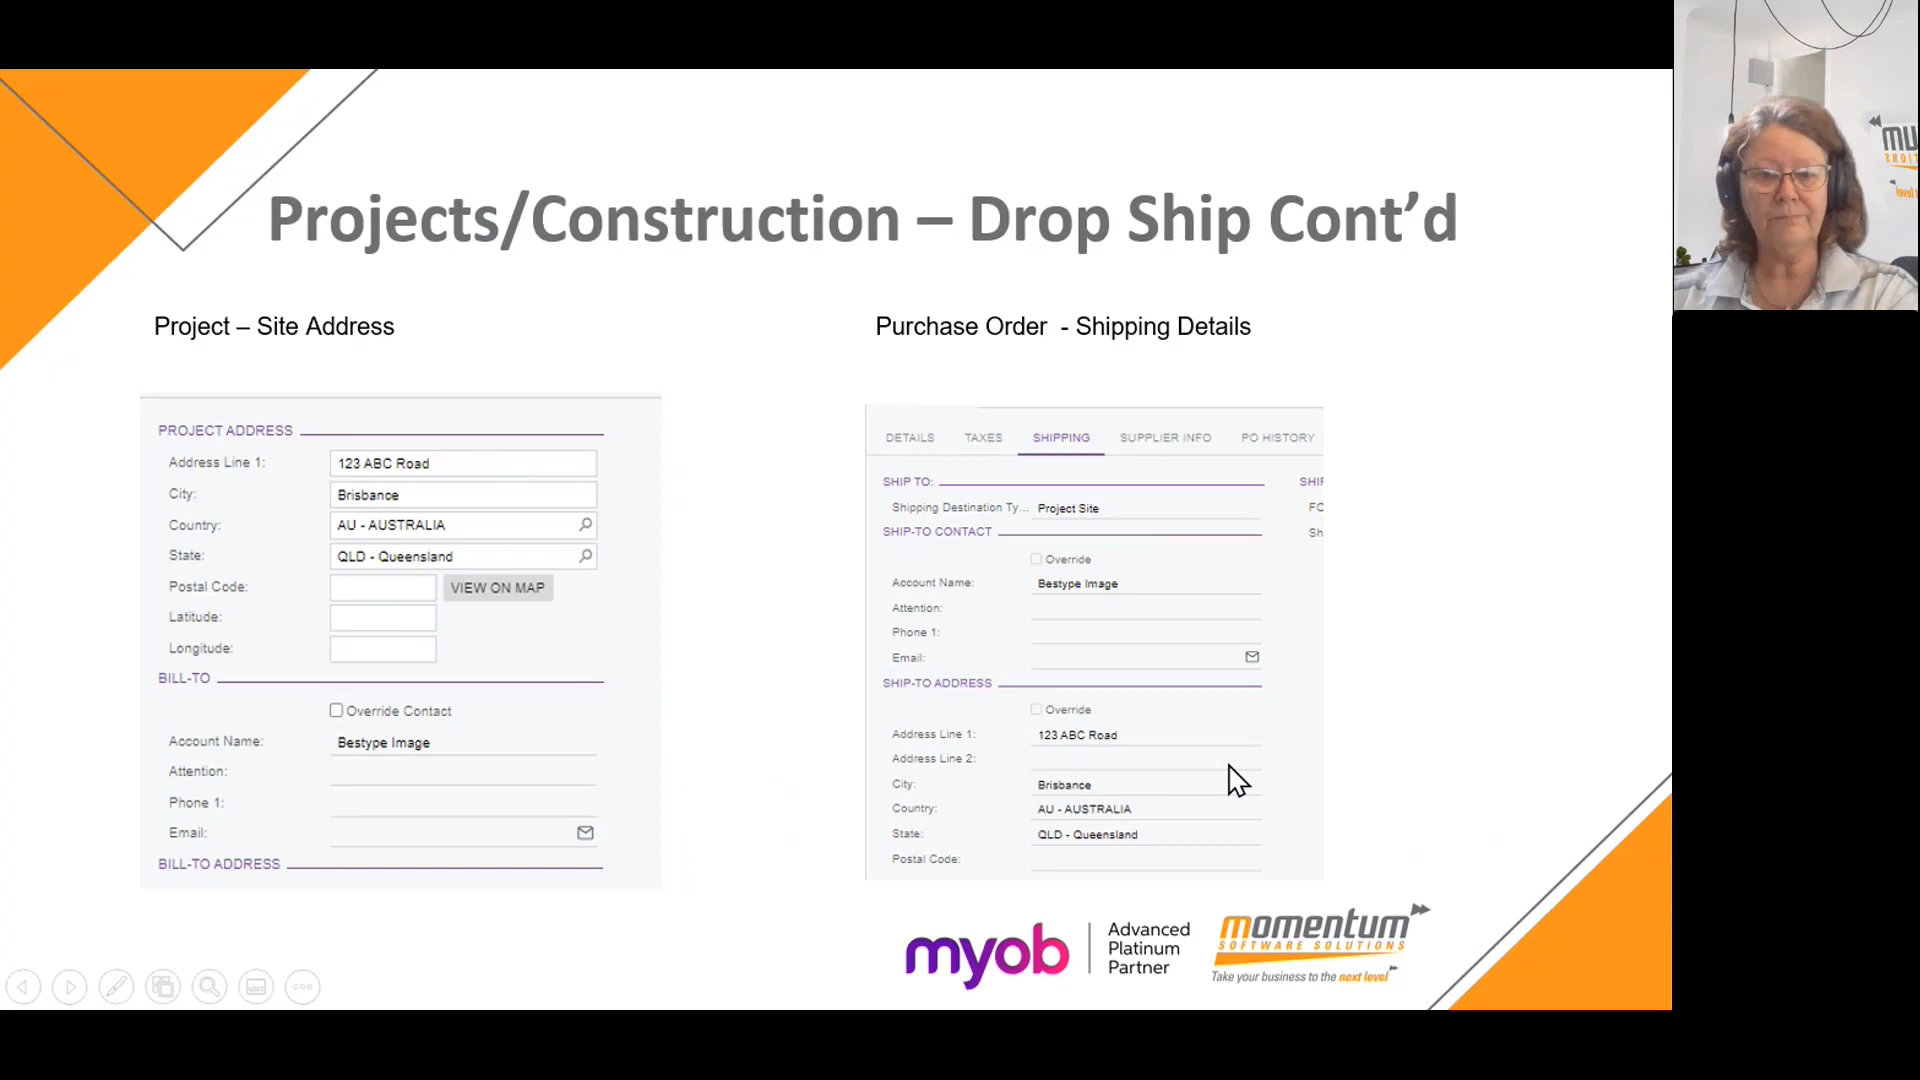 Projects/Construction – Drop Ship Cont’d
Project – Site Address
PROJECT ADDRESS
Address Line 1: 123 ABC Road
City: Brisbance
Country: AU - AUSTRALIA
State: QLD - Queensland
Postal Code: VIEW ON MAP
Latitude:
Longitude:
BILL-TO
Override Contact
Account Name: Bestype Image
Attention:
Phone 1:
Email:
BILL-TO ADDRESS
Purchase Order - Shipping Details
DETAILS TAXES SHIPPING SUPPLIER INFO PO HISTORY
SHIP TO: SHIF
Shipping Destination Ty... Project Site FC
SHIP-TO CONTACT Sh
Override
Account Name: Bestype Image
Attention:
Phone 1:
Email:
SHIP-TO ADDRESS
Override
Address Line 1: 123 ABC Road
Address Line 2:
City: Brisbance
Country: AU - AUSTRALIA
State: QLD - Queensland
Postal Code:
myob
Advanced
Platinum
Partner
momentum
SOFTWARE SOLUTIONS
Take your business to the next level